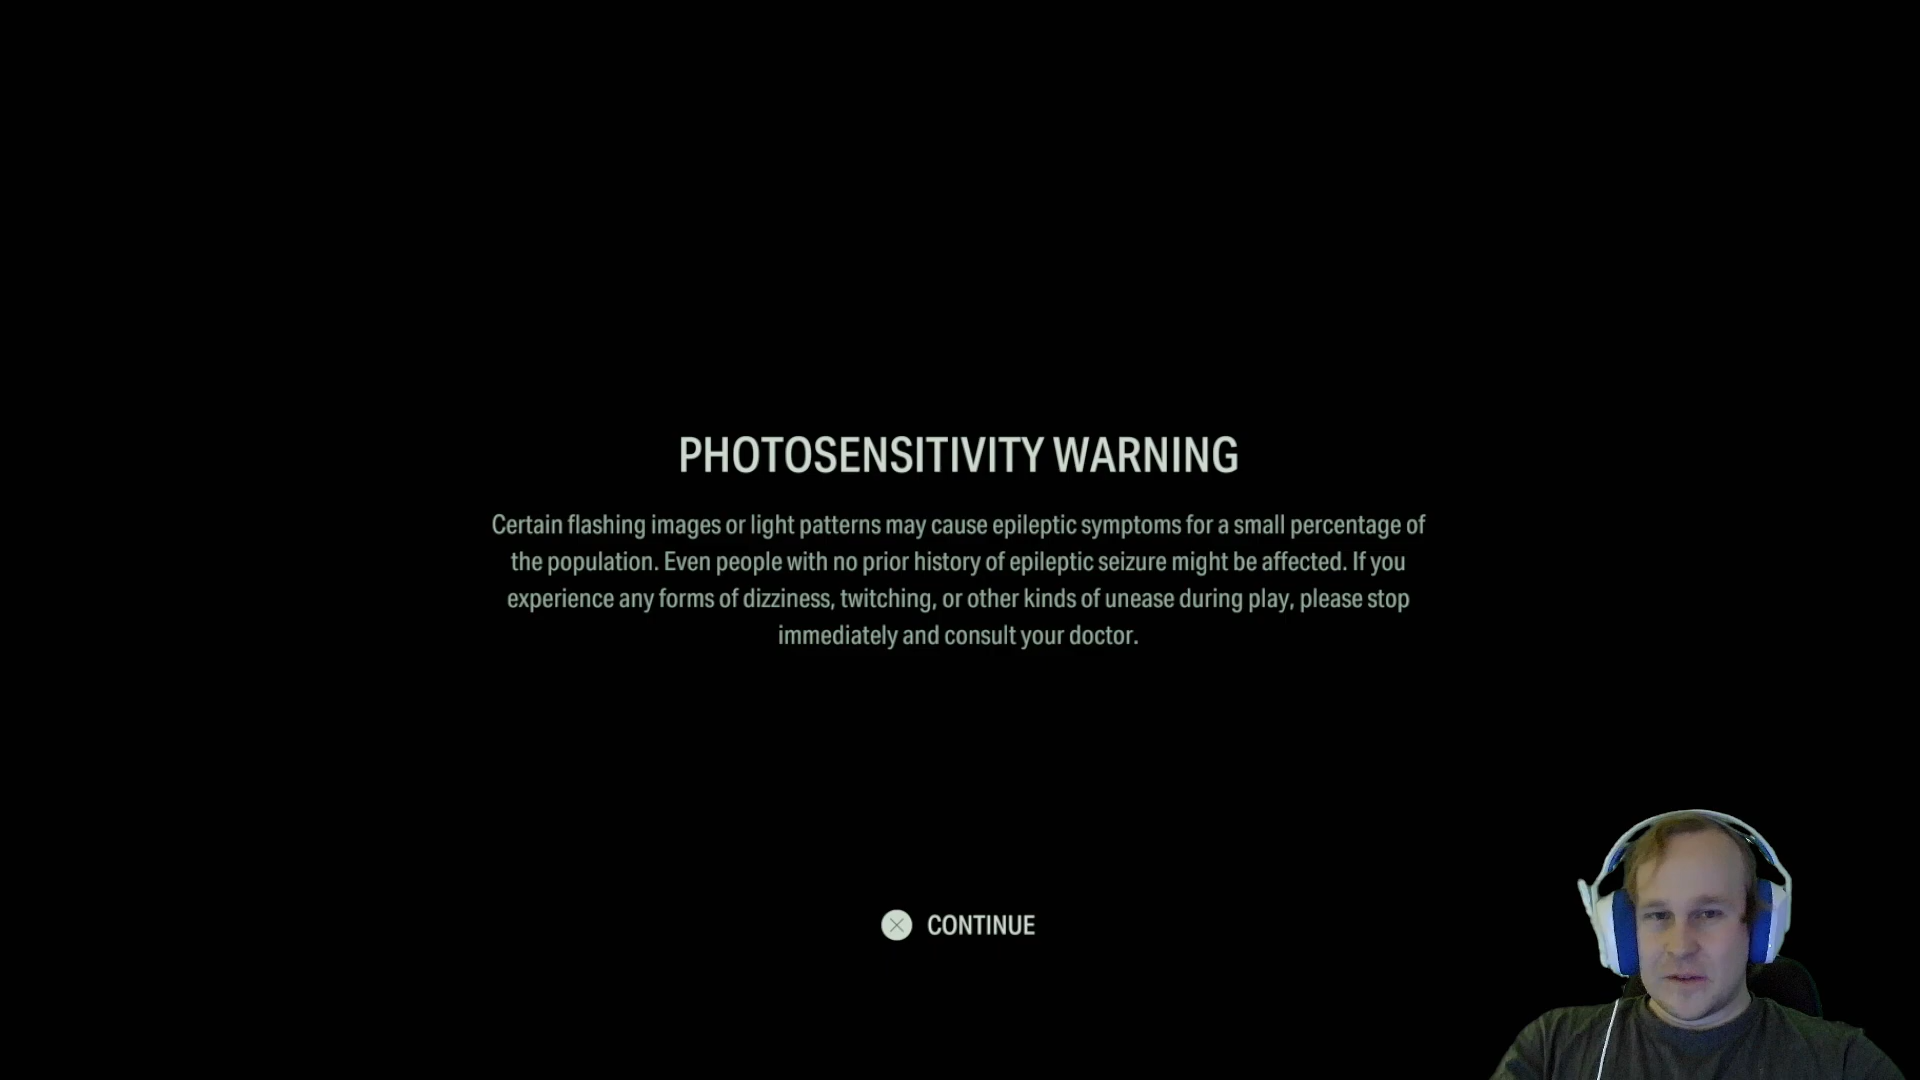 PHOTOSENSITIVITY WARNING
Certain flashing images or light patterns may cause epileptic symptoms for a small percentage of
the population. Even people with no prior history of epileptic seizure might be affected. If you
experience any forms of dizziness, twitching, or other kinds of unease during play, please stop
immediately and consult your doctor.
CONTINUE